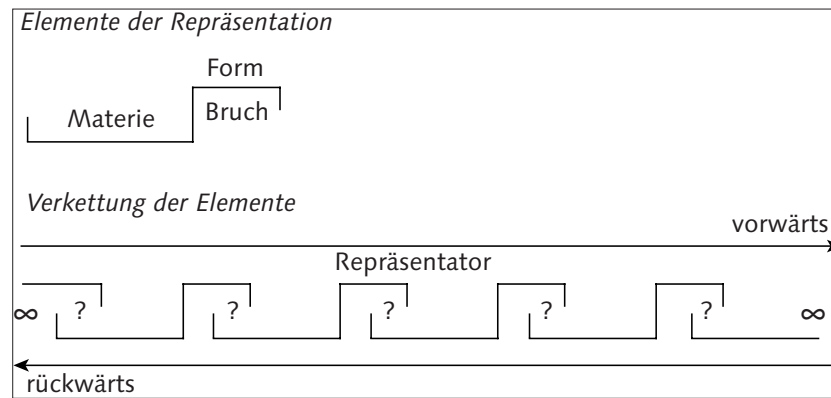 Elemente der Repräsentation
Form
Materie Bruch
Verkettung der Elemente
vorwärts
Repräsentator
∞ ? ? ? ? ? ∞
rückwärts